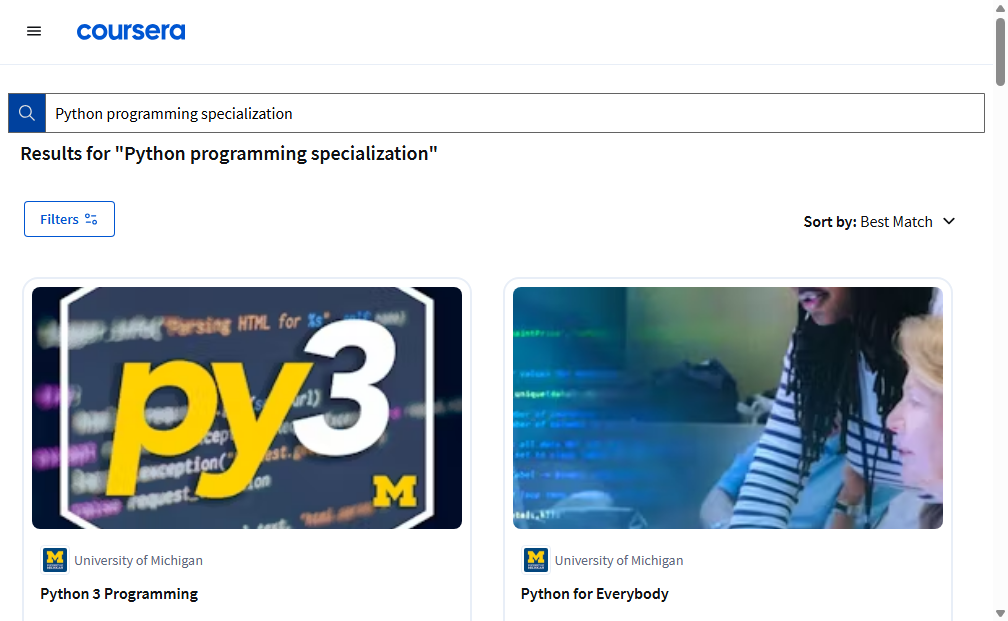 coursera
Python programming specialization
Results for "Python programming specialization"
Filters
Sort by: Best Match
Parsing HTML for %s"
py3
exception(
request_
M
University of Michigan
Python 3 Programming
University of Michigan
Python for Everybody